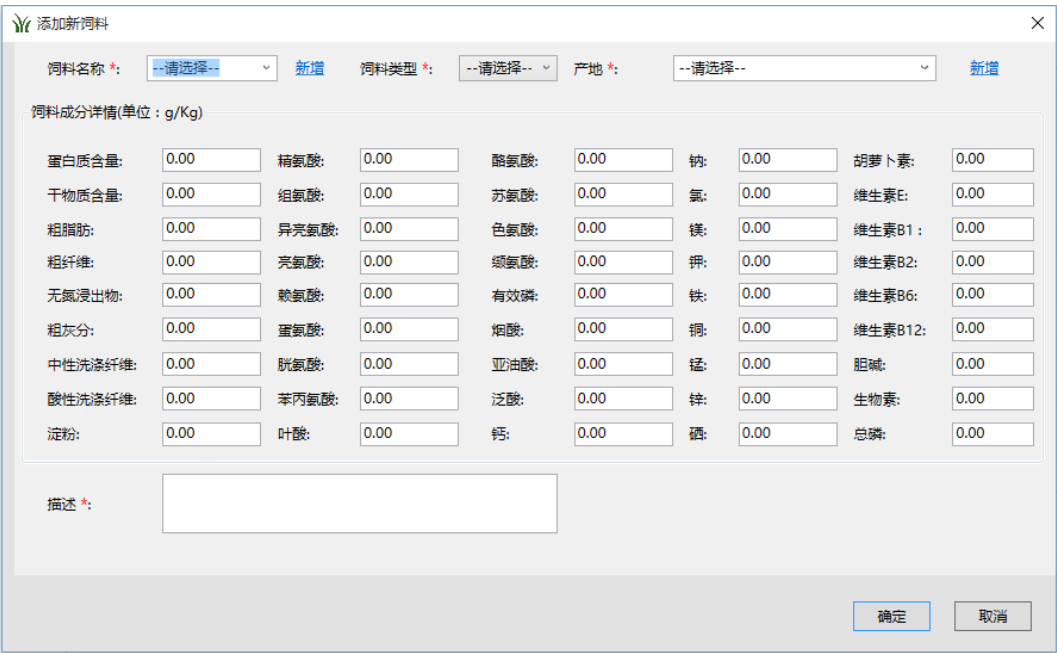 添加新饲料
饲料名称 *: --请选择-- 新增 饲料类型 *: --请选择-- 产地 *: --请选择-- 新增
饲料成分详情(单位：g/Kg)
蛋白质含量: 0.00 精氨酸: 0.00 酪氨酸: 0.00 钠: 0.00 胡萝卜素: 0.00
干物质含量: 0.00 组氨酸: 0.00 苏氨酸: 0.00 氯: 0.00 维生素E: 0.00
粗脂肪: 0.00 异亮氨酸: 0.00 色氨酸: 0.00 镁: 0.00 维生素B1： 0.00
粗纤维: 0.00 亮氨酸: 0.00 缬氨酸: 0.00 钾: 0.00 维生素B2: 0.00
无氮浸出物: 0.00 赖氨酸: 0.00 有效磷: 0.00 铁: 0.00 维生素B6: 0.00
粗灰分: 0.00 蛋氨酸: 0.00 烟酸: 0.00 铜: 0.00 维生素B12: 0.00
中性洗涤纤维: 0.00 胱氨酸: 0.00 亚油酸: 0.00 锰: 0.00 胆碱: 0.00
酸性洗涤纤维: 0.00 苯丙氨酸: 0.00 泛酸: 0.00 锌: 0.00 生物素: 0.00
淀粉: 0.00 叶酸: 0.00 钙: 0.00 硒: 0.00 总磷: 0.00
描述 *:
确定 取消